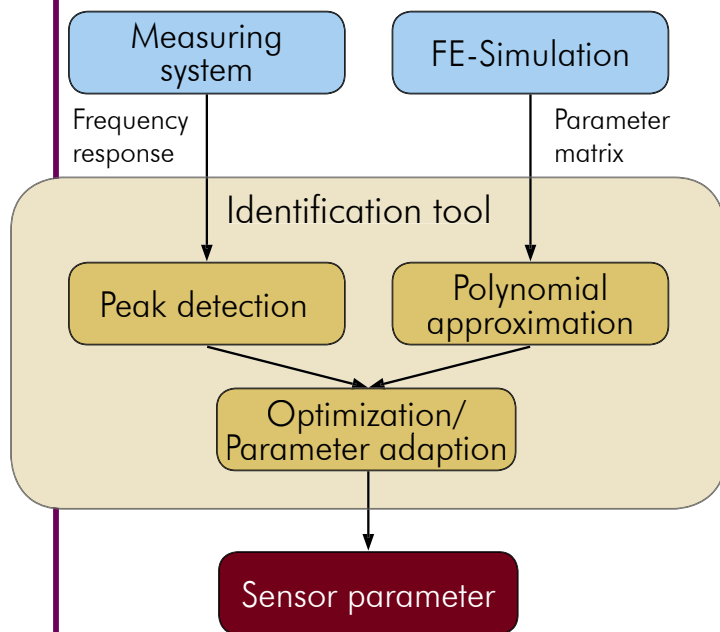 Measuring
system
FE-Simulation
Frequency
response
Parameter
matrix
Identification tool
Peak detection
Polynomial
approximation
Optimization/
Parameter adaption
Sensor parameter